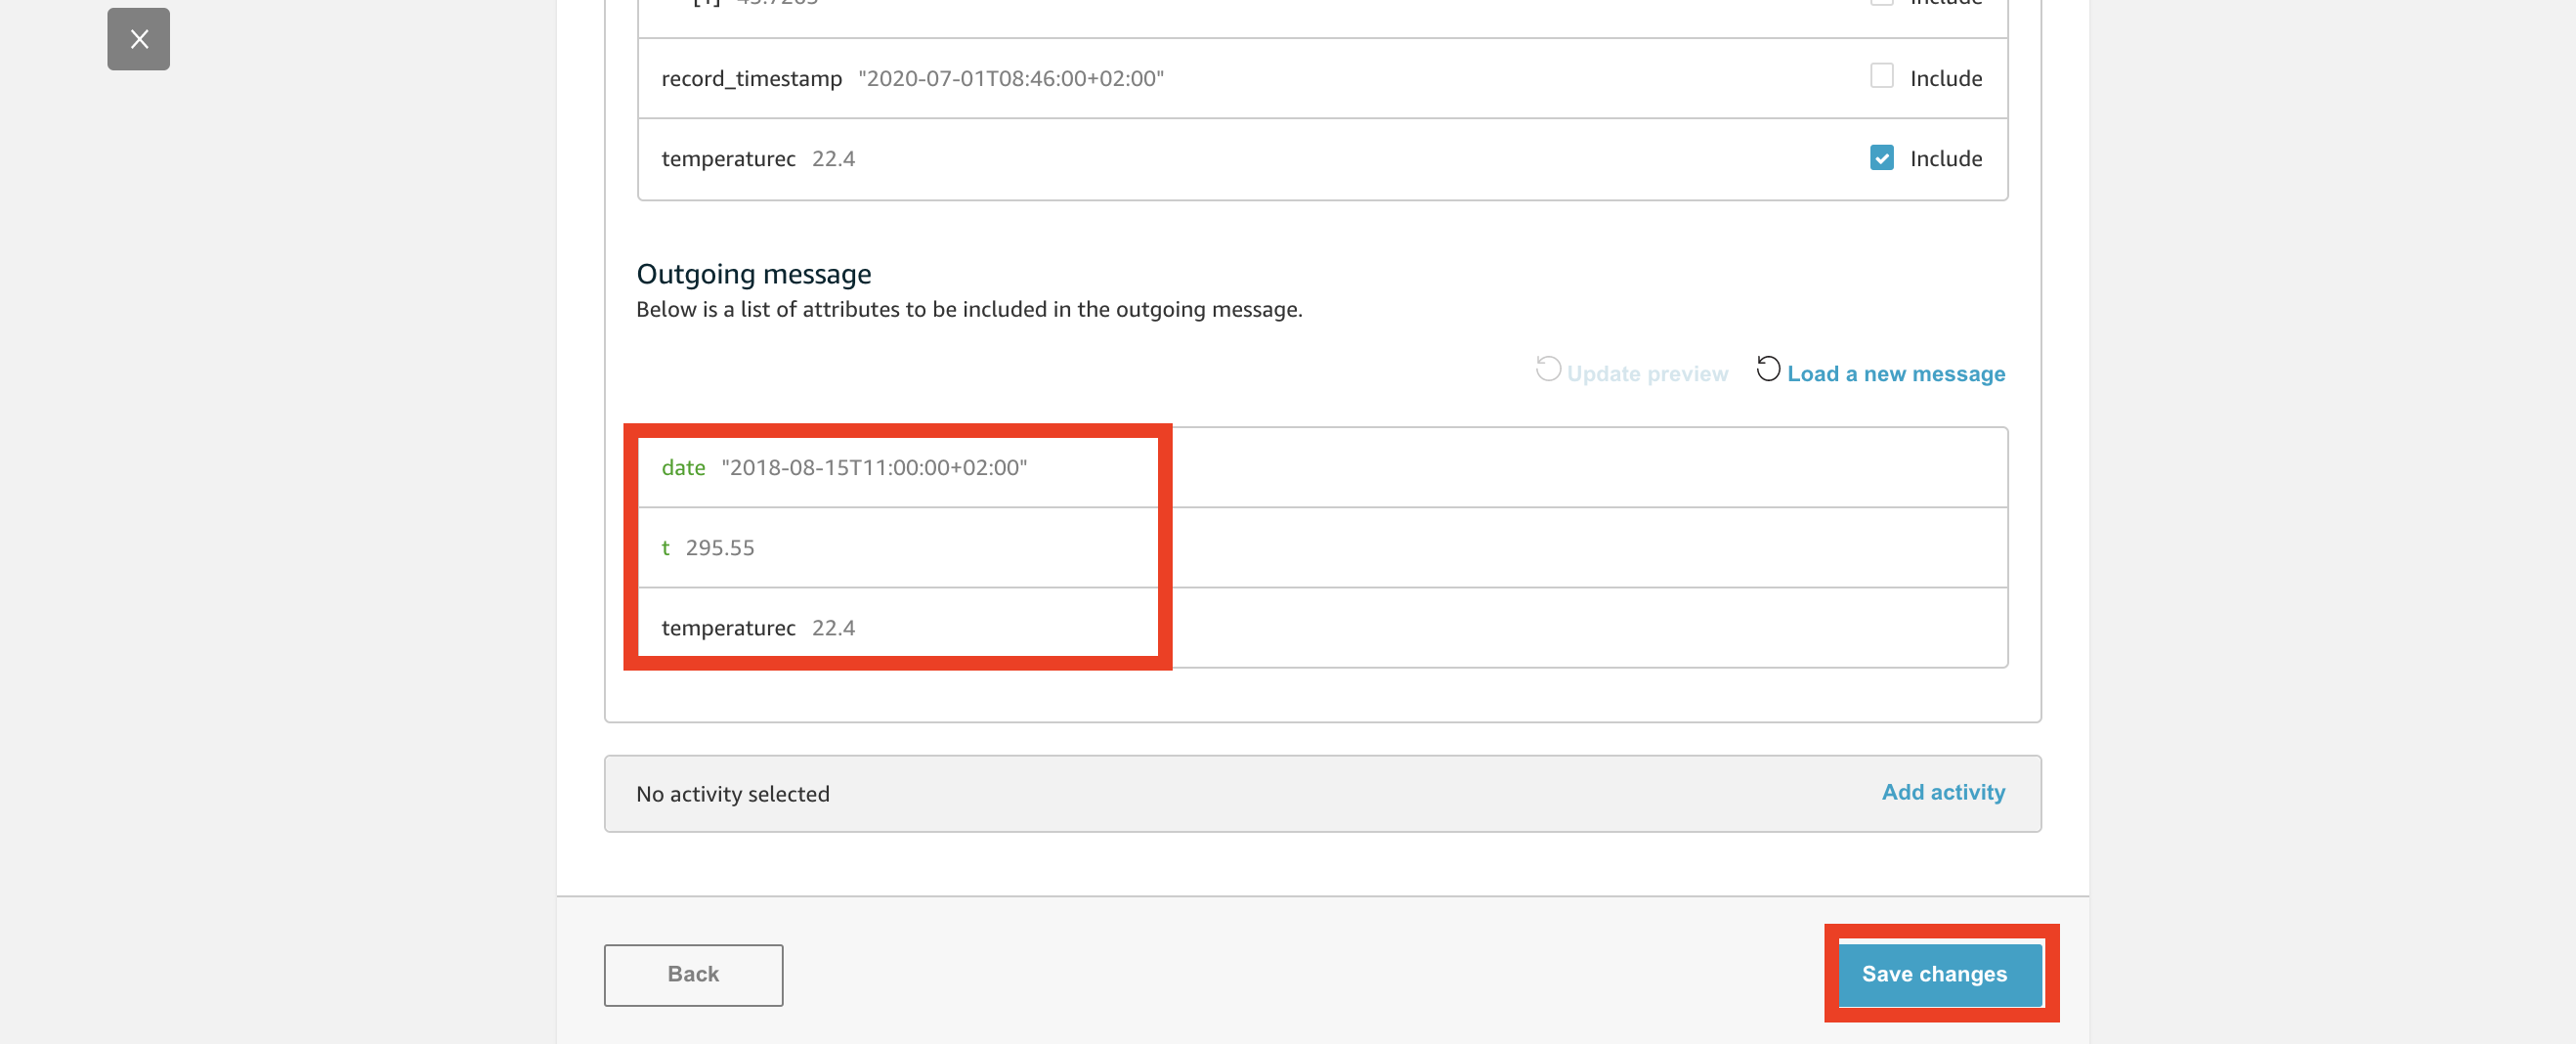 record_timestamp "2020-07-01T08:46:00+02:00" Include
temperaturec 22.4 Include
Outgoing message
Below is a list of attributes to be included in the outgoing message.
Update preview Load a new message
date "2018-08-15T11:00:00+02:00"
t 295.55
temperaturec 22.4
No activity selected Add activity
Back Save changes